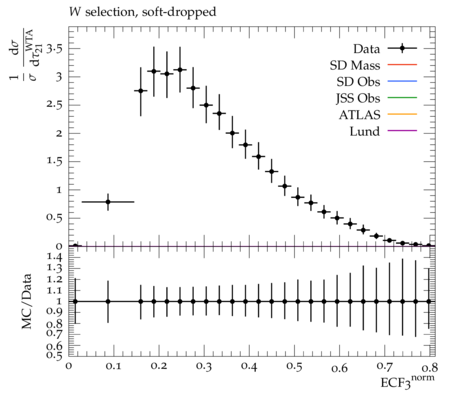 W selection, soft-dropped
1/σ dσ/dτ₂₁^WTA
3.5
3
2.5
2
1.5
1
0.5
0
Data
SD Mass
SD Obs
JSS Obs
ATLAS
Lund
MC/Data
1.4
1.3
1.2
1.1
1
0.9
0.8
0.7
0.6
0.5
0 0.1 0.2 0.3 0.4 0.5 0.6 0.7 0.8
ECF3^norm